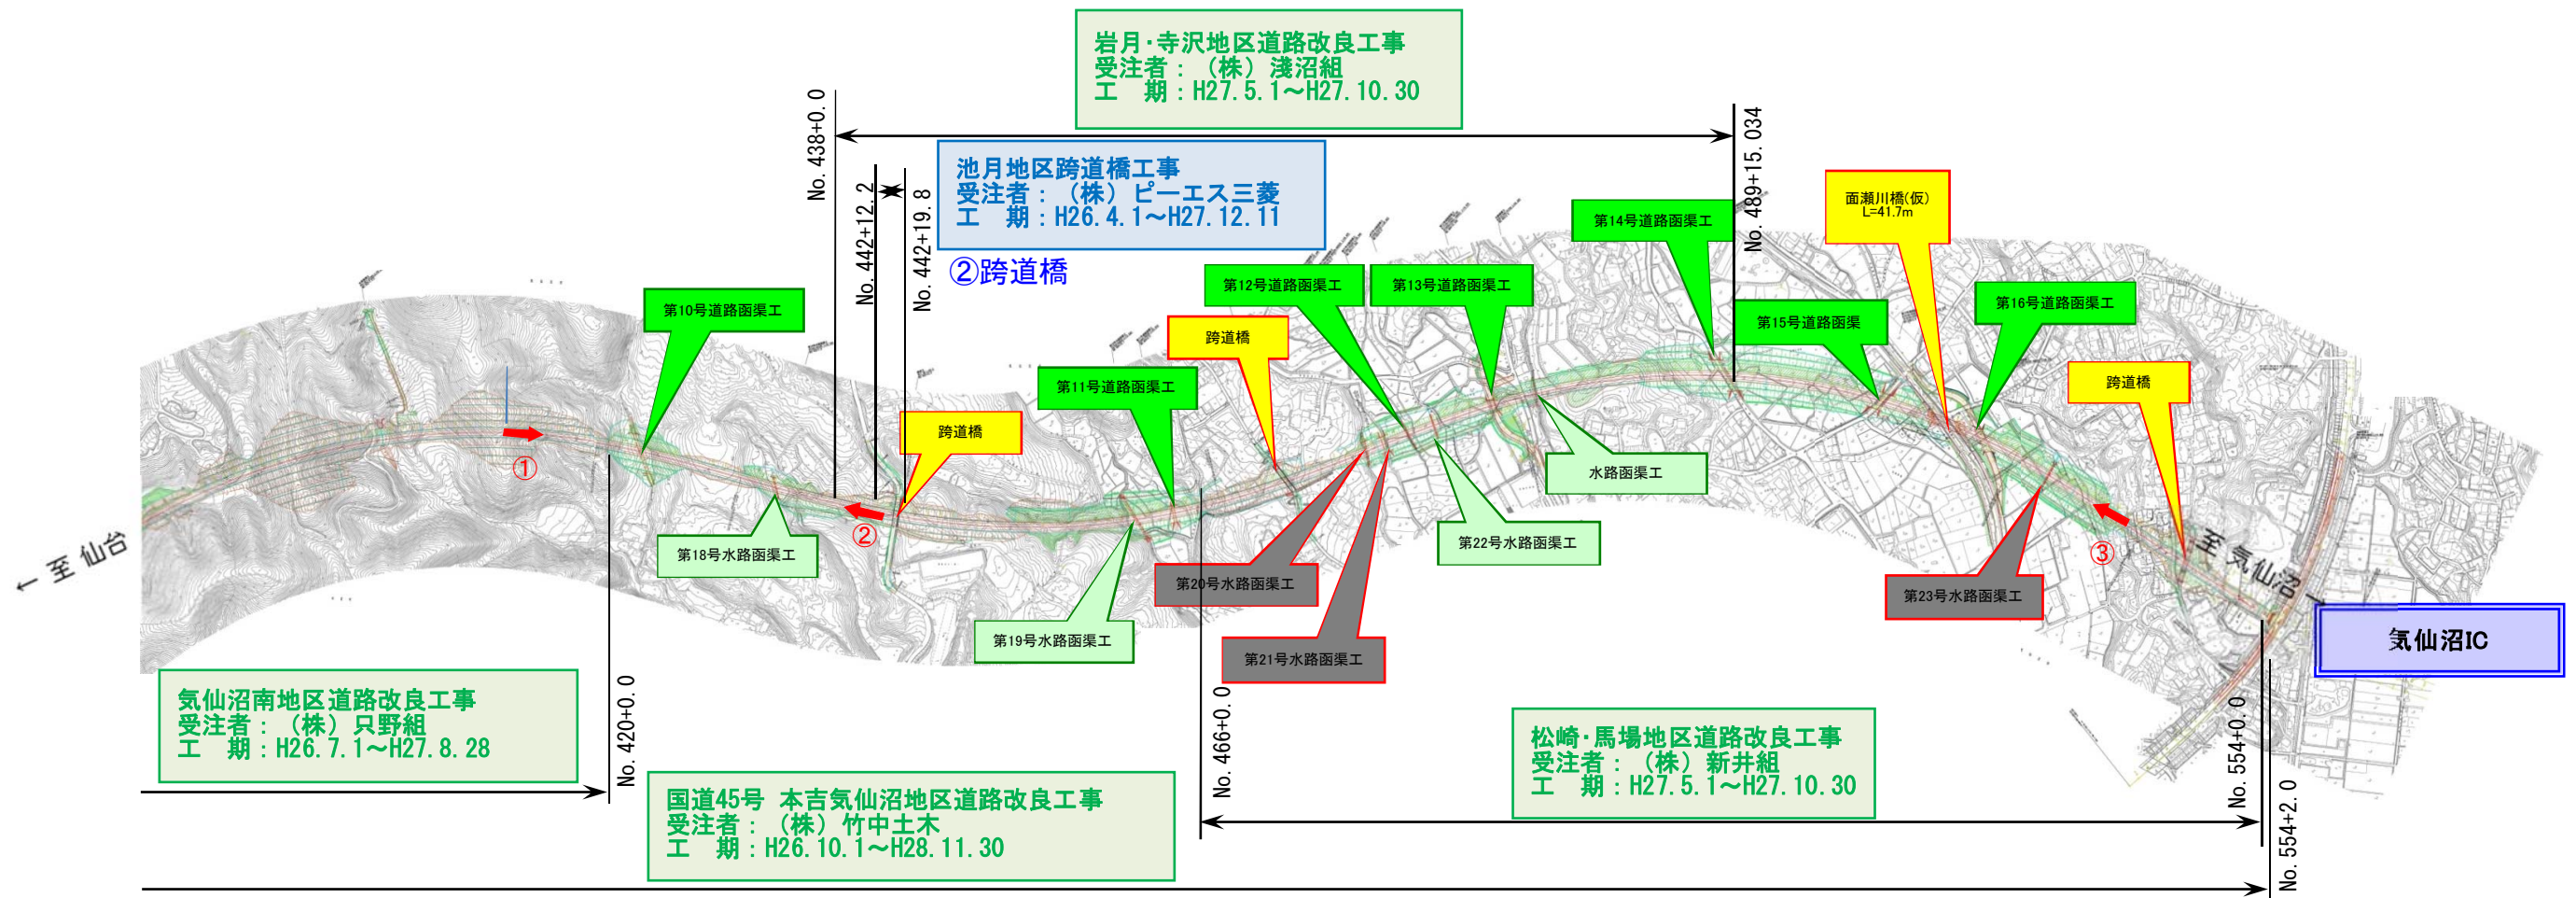 岩月・寺沢地区道路改良工事
受注者：（株）淺沼組
工　期：H27.5.1～H27.10.30
No.438+0.0
No.489+15.034
池月地区跨道橋工事
受注者：（株）ピーエス三菱
工　期：H26.4.1～H27.12.11
No.442+12.2
No.442+19.8
②跨道橋
面瀬川橋(仮)
L=41.7m
第14号道路函渠工
第12号道路函渠工
第13号道路函渠工
第10号道路函渠工
第16号道路函渠工
第15号道路函渠
跨道橋
第11号道路函渠工
跨道橋
跨道橋
①
②
③
水路函渠工
第18号水路函渠工
第22号水路函渠工
第20号水路函渠工
第23号水路函渠工
第19号水路函渠工
第21号水路函渠工
← 至 仙台
至 気仙沼 →
気仙沼IC
気仙沼南地区道路改良工事
受注者：（株）只野組
工　期：H26.7.1～H27.8.28
No.420+0.0
No.466+0.0
松崎・馬場地区道路改良工事
受注者：（株）新井組
工　期：H27.5.1～H27.10.30
No.554+0.0
No.554+2.0
国道45号 本吉気仙沼地区道路改良工事
受注者：（株）竹中土木
工　期：H26.10.1～H28.11.30